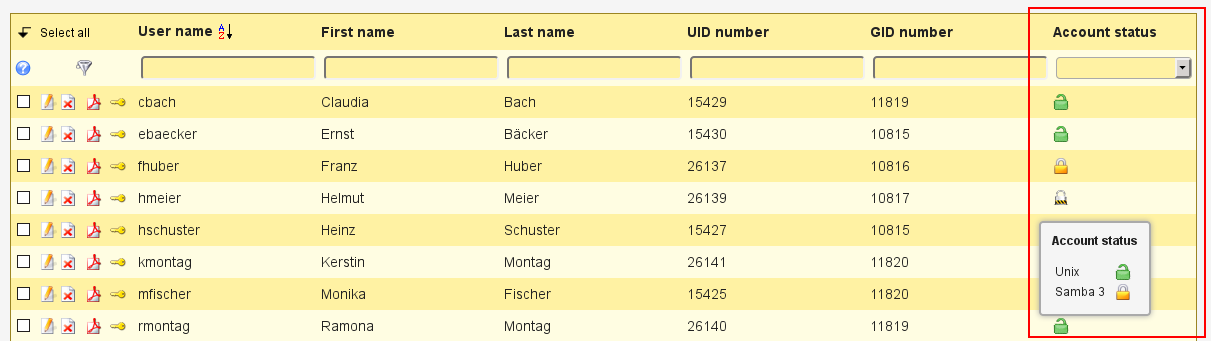 Select all User name A Z First name Last name UID number GID number Account status
cbach Claudia Bach 15429 11819
ebaecker Ernst Bäcker 15430 10815
fhuber Franz Huber 26137 10816
hmeier Helmut Meier 26139 10817
hschuster Heinz Schuster 15427 10815
kmontag Kerstin Montag 26141 11820
mfischer Monika Fischer 15425 11820
rmontag Ramona Montag 26140 11819
Account status
Unix
Samba 3